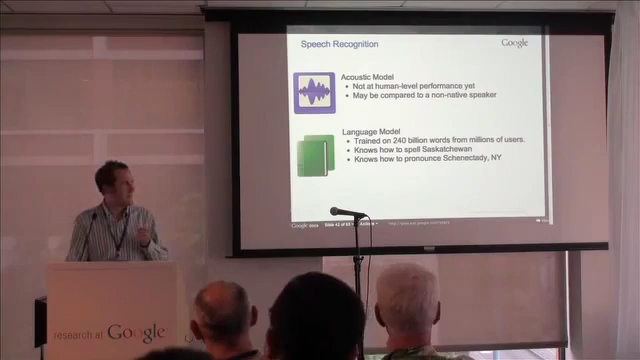 Speech Recognition
Google
Acoustic Model
• Not at human-level performance yet
• May be compared to a non-native speaker
Language Model
• Trained on 240 billion words from millions of users.
• Knows how to spell Saskatchewan
• Knows how to pronounce Schenectady, NY
Google
research at Google